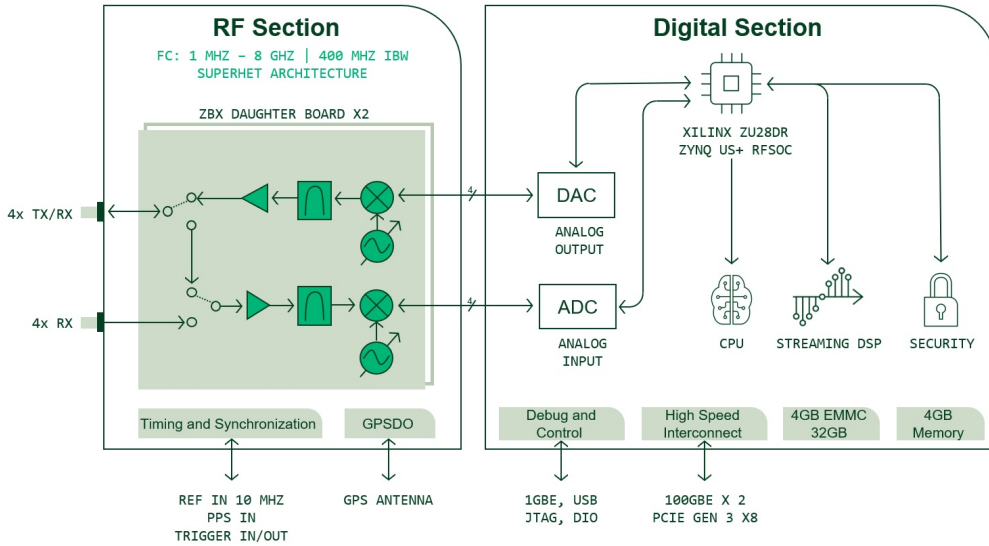 RF Section
FC: 1 MHZ – 8 GHZ | 400 MHZ IBW
SUPERHET ARCHITECTURE
ZBX DAUGHTER BOARD X2
4x TX/RX
4x RX
4
4
Timing and Synchronization
GPSDO
REF IN 10 MHZ
PPS IN
TRIGGER IN/OUT
GPS ANTENNA
Digital Section
XILINX ZU28DR
ZYNQ US+ RFSOC
DAC
ANALOG
OUTPUT
ADC
ANALOG
INPUT
CPU
STREAMING DSP
SECURITY
Debug and
Control
High Speed
Interconnect
4GB EMMC
32GB
4GB
Memory
1GBE, USB
JTAG, DIO
100GBE X 2
PCIE GEN 3 X8